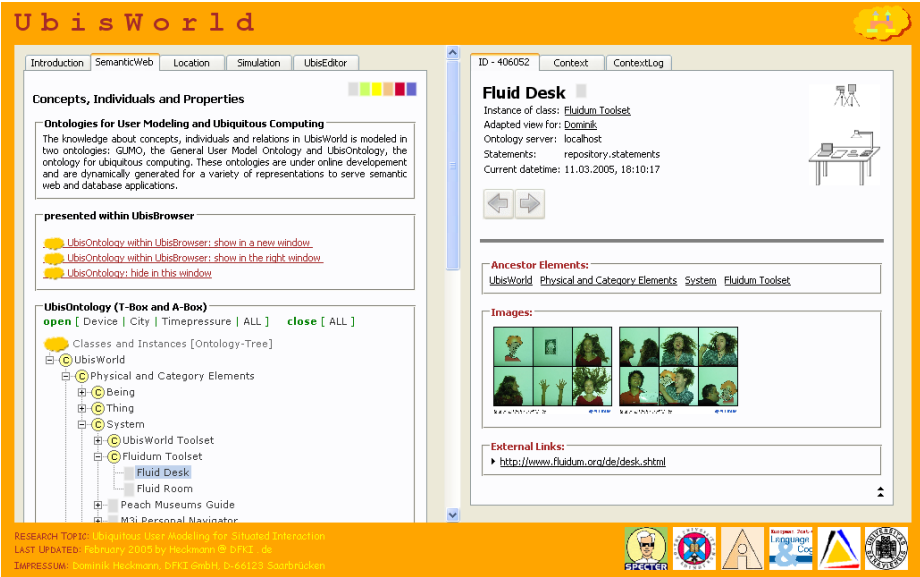 UbisWorld
Introduction
SemanticWeb
Location
Simulation
UbisEditor
Concepts, Individuals and Properties
Ontologies for User Modeling and Ubiquitous Computing
The knowledge about concepts, individuals and relations in UbisWorld is modeled in
two ontologies: GUMO, the General User Model Ontology and UbisOntology, the
ontology for ubiquitous computing. These ontologies are under online developement
and are dynamically generated for a variety of representations to serve semantic
web and database applications.
presented within UbisBrowser
UbisOntology within UbisBrowser: show in a new window
UbisOntology within UbisBrowser: show in the right window
UbisOntology: hide in this window
UbisOntology (T-Box and A-Box)
open [ Device | City | Timepressure | ALL ] close [ ALL ]
Classes and Instances [Ontology-Tree]
C UbisWorld
C Physical and Category Elements
C Being
C Thing
C System
C UbisWorld Toolset
C Fluidum Toolset
Fluid Desk
Fluid Room
Peach Museums Guide
M3i Personal Navigator
ID - 406052
Context
ContextLog
Fluid Desk
Instance of class: Fluidum Toolset
Adapted view for: Dominik
Ontology server: localhost
Statements: repository.statements
Current datetime: 11.03.2005, 18:10:17
Ancestor Elements:
UbisWorld Physical and Category Elements System Fluidum Toolset
Images:
External Links:
http://www.fluidum.org/de/desk.shtml
RESEARCH TOPIC: Ubiquitous User Modeling for Situated Interaction
LAST UPDATED: February 2005 by Heckmann @ DFKI . de
IMPRESSUM: Dominik Heckmann, DFKI GmbH, D-66123 Saarbrücken
SPECTER
Language
& Cog